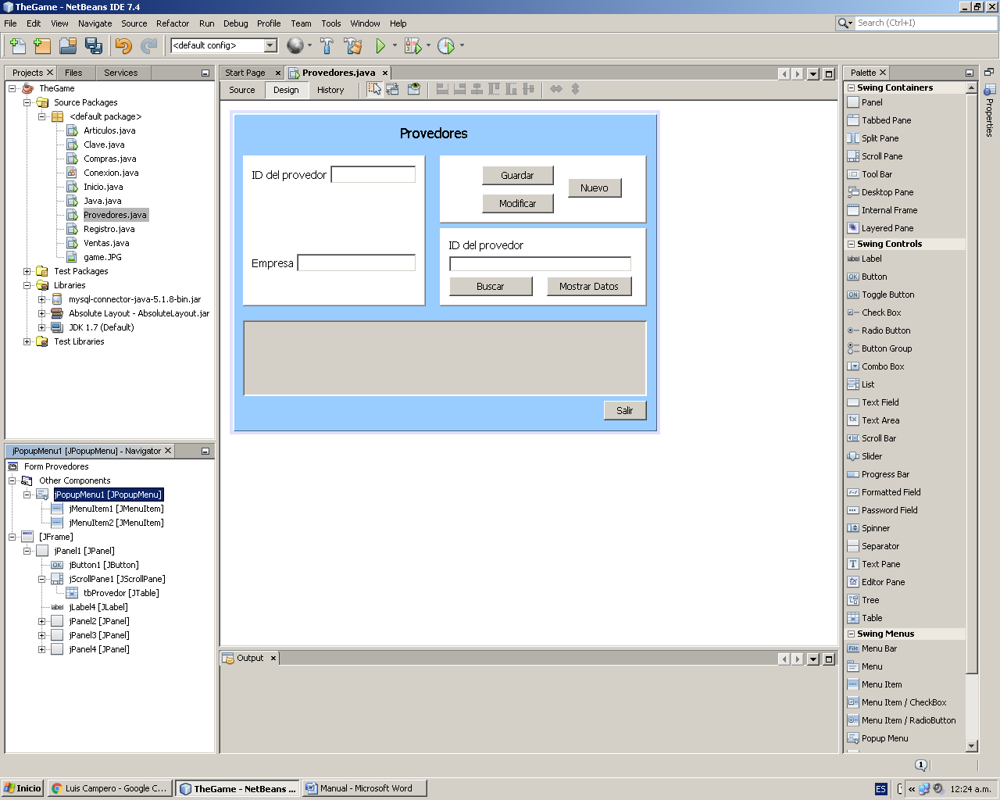 TheGame - NetBeans IDE 7.4
File Edit View Navigate Source Refactor Run Debug Profile Team Tools Window Help
Search (Ctrl+I)
<default config>
Projects Files Services
TheGame
Source Packages
<default package>
Articulos.java
Clave.java
Compras.java
Conexion.java
Inicio.java
Java.java
Provedores.java
Registro.java
Ventas.java
game.JPG
Test Packages
Libraries
mysql-connector-java-5.1.8-bin.jar
Absolute Layout - AbsoluteLayout.jar
JDK 1.7 (Default)
Test Libraries
jPopupMenu1 [JPopupMenu] - Navigator
Form Provedores
Other Components
jPopupMenu1 [JPopupMenu]
jMenuItem1 [JMenuItem]
jMenuItem2 [JMenuItem]
[JFrame]
jPanel1 [JPanel]
jButton1 [JButton]
jScrollPane1 [JScrollPane]
tbProvedor [JTable]
jLabel4 [JLabel]
jPanel2 [JPanel]
jPanel3 [JPanel]
jPanel4 [JPanel]
Start Page Provedores.java
Source Design History
Provedores
ID del provedor
Empresa
Guardar
Nuevo
Modificar
ID del provedor
Buscar Mostrar Datos
Salir
Output
Palette
Swing Containers
Panel
Tabbed Pane
Split Pane
Scroll Pane
Tool Bar
Desktop Pane
Internal Frame
Layered Pane
Swing Controls
label Label
OK Button
ON Toggle Button
Check Box
Radio Button
Button Group
Combo Box
List
Text Field
Text Area
Scroll Bar
Slider
Progress Bar
Formatted Field
Password Field
Spinner
Separator
Text Pane
Editor Pane
Tree
Table
Swing Menus
File Menu Bar
Menu
Menu Item
Menu Item / CheckBox
Menu Item / RadioButton
Popup Menu
Properties
1
Inicio Luis Campero - Google C... TheGame - NetBeans ... Manual - Microsoft Word ES 12:24 a.m.